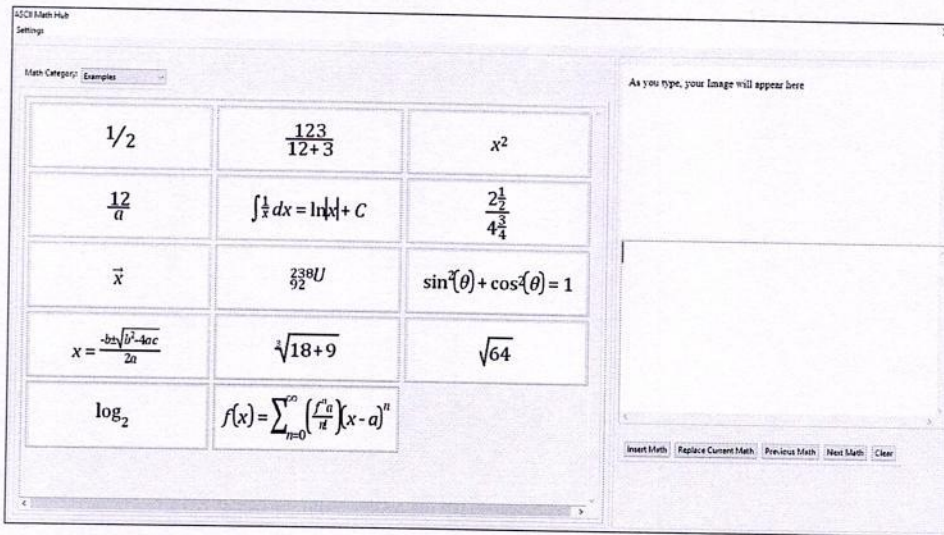 ASCII Math Hub
Settings
Math Category: Examples
1/2
123/(12+3)
x²
12/a
∫ 1/x dx = ln|x| + C
2 1/2 / 4 3/4
x⃗
²³⁸₉₂U
sin²(θ) + cos²(θ) = 1
x = (-b±√(b²-4ac))/(2a)
∛(18+9)
√64
log₂
f(x) = ∑ₙ₌₀^∞ (fⁿa/n!)(x - a)ⁿ
As you type, your Image will appear here
Insert Math Replace Current Math Previous Math Next Math Clear